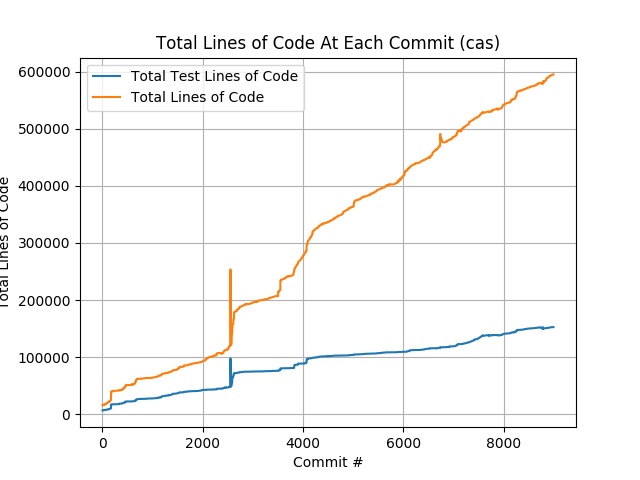 Total Lines of Code At Each Commit (cas)
Total Test Lines of Code
Total Lines of Code
600000
500000
400000
300000
200000
100000
0
Total Lines of Code
0 2000 4000 6000 8000
Commit #